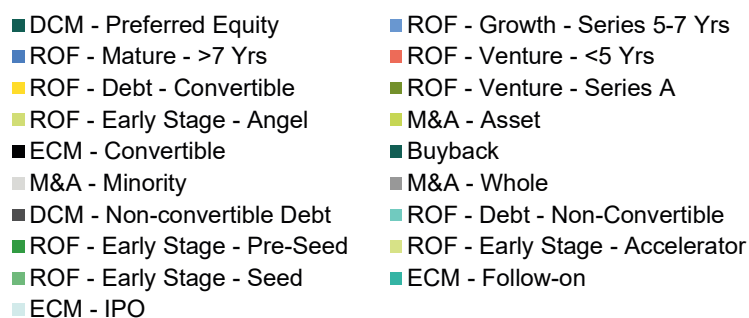 DCM - Preferred Equity
ROF - Growth - Series 5-7 Yrs
ROF - Mature - >7 Yrs
ROF - Venture - <5 Yrs
ROF - Debt - Convertible
ROF - Venture - Series A
ROF - Early Stage - Angel
M&A - Asset
ECM - Convertible
Buyback
M&A - Minority
M&A - Whole
DCM - Non-convertible Debt
ROF - Debt - Non-Convertible
ROF - Early Stage - Pre-Seed
ROF - Early Stage - Accelerator
ROF - Early Stage - Seed
ECM - Follow-on
ECM - IPO